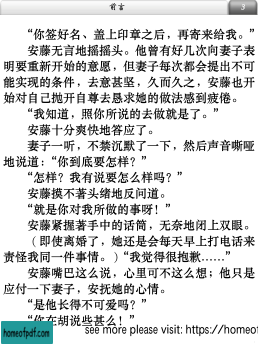 前言
3
“你签好名、盖上印章之后，再寄来给我。”
安藤无言地摇摇头。他曾有好几次向妻子表
明要重新开始的意愿，但妻子每次都会提出不可
能实现的条件，去意甚坚，久而久之，安藤也开
始对自己抛开自尊去恳求她的做法感到疲倦。
“我知道，照你所说的去做就是了。”
安藤十分爽快地答应了。
妻子一听，不禁沉默了一下，然后声音嘶哑
地说道：“你到底要怎样？”
“怎样？我有说要怎么样吗？”
安藤摸不著头绪地反问道。
“就是你对我所做的事呀！”
安藤紧握著手中的话筒，无奈地闭上双眼。
（即使离婚了，她还是会每天早上打电话来
责怪我同一件事情。）“我觉得很抱歉……”
安藤嘴巴这么说，心里可不这么想；他只是
应付一下妻子，安抚她的心情。
“是他长得不可爱吗？”
“你在胡说些甚么！”
homeofpdf.com
see more please visit: https://homeof